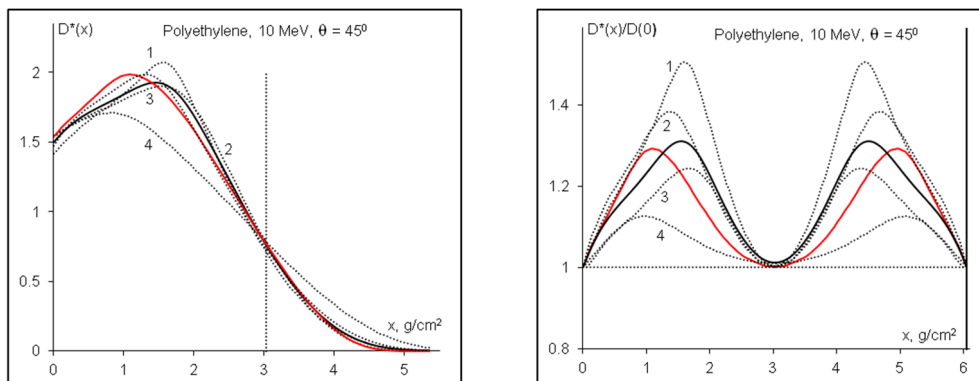 D*(x) Polyethylene, 10 MeV, θ = 45⁰
1
2
3
2
4
1.5
1
0.5
x, g/cm²
0
0 1 2 3 4 5
D*(x)/D(0)
Polyethylene, 10 MeV, θ = 45⁰
1
1.4
2
1.2
3
4
1
x, g/cm²
0.8
0 1 2 3 4 5 6